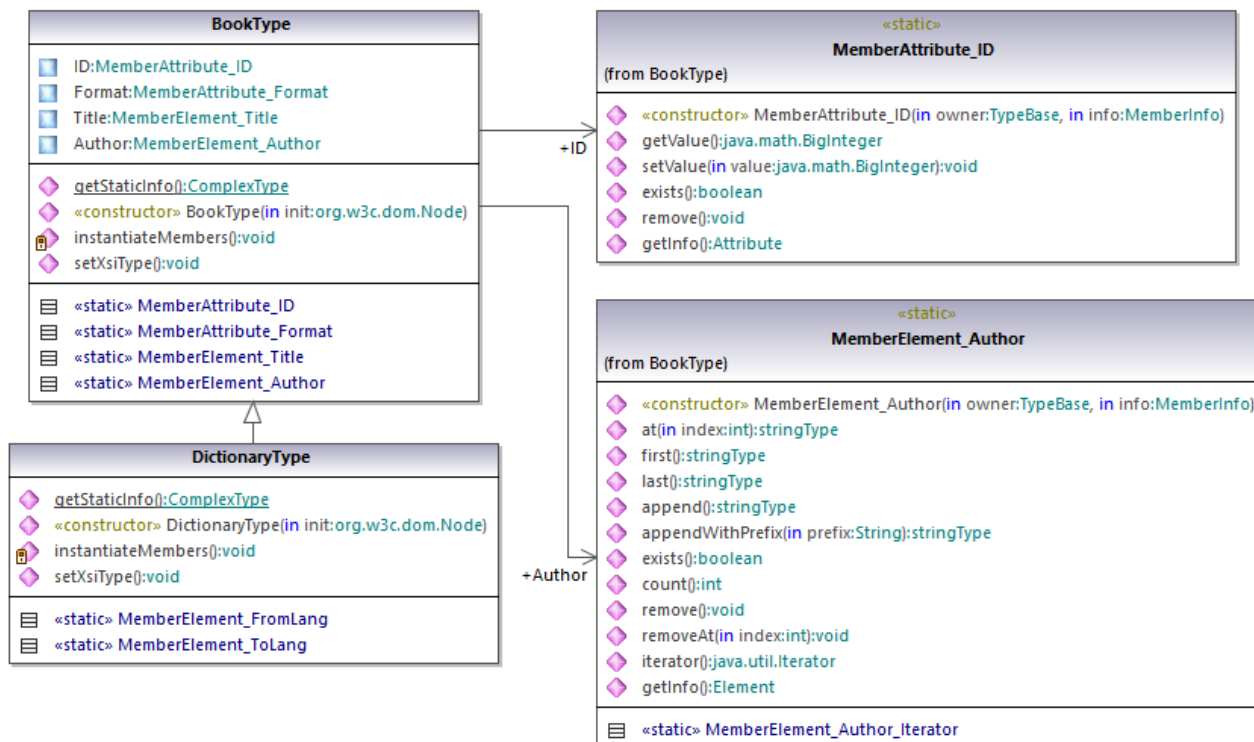 BookType
ID:MemberAttribute_ID
Format:MemberAttribute_Format
Title:MemberElement_Title
Author:MemberElement_Author
getStaticInfo():ComplexType
«constructor» BookType(in init:org.w3c.dom.Node)
instantiateMembers():void
setXsiType():void
«static» MemberAttribute_ID
«static» MemberAttribute_Format
«static» MemberElement_Title
«static» MemberElement_Author
DictionaryType
getStaticInfo():ComplexType
«constructor» DictionaryType(in init:org.w3c.dom.Node)
instantiateMembers():void
setXsiType():void
«static» MemberElement_FromLang
«static» MemberElement_ToLang
+ID
+Author
«static»
MemberAttribute_ID
(from BookType)
«constructor» MemberAttribute_ID(in owner:TypeBase, in info:MemberInfo)
getValue():java.math.BigInteger
setValue(in value:java.math.BigInteger):void
exists():boolean
remove():void
getInfo():Attribute
«static»
MemberElement_Author
(from BookType)
«constructor» MemberElement_Author(in owner:TypeBase, in info:MemberInfo)
at(in index:int):stringType
first():stringType
last():stringType
append():stringType
appendWithPrefix(in prefix:String):stringType
exists():boolean
count():int
remove():void
removeAt(in index:int):void
iterator():java.util.Iterator
getInfo():Element
«static» MemberElement_Author_Iterator